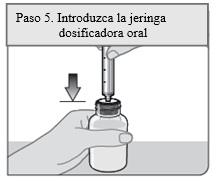 Paso 5. Introduzca la jeringa
dosificadora oral